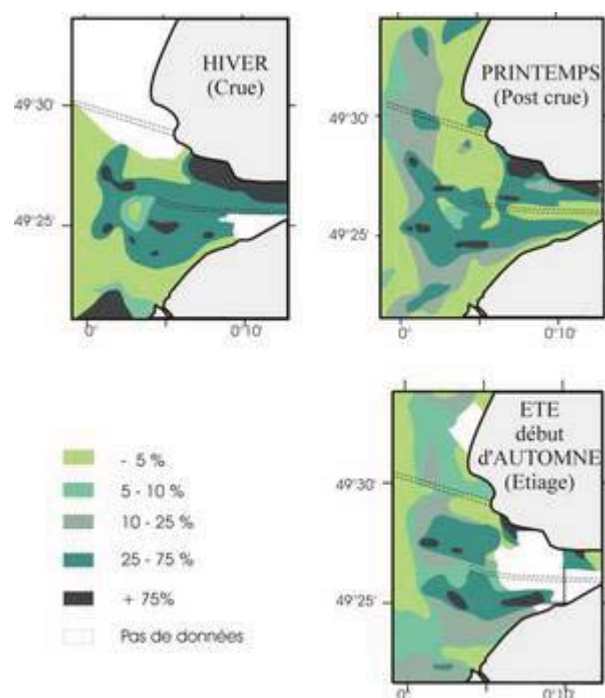 HIVER
(Crue)
49°30'
49°25'
0°
0°10'
PRINTEMPS
(Post crue)
49°30'
49°25'
0°
0°10'
ETE
début
d'AUTOMNE
(Etiage)
49°30'
49°25'
0°
0°10'
- 5 %
5 - 10 %
10 - 25 %
25 - 75 %
+ 75%
Pas de données